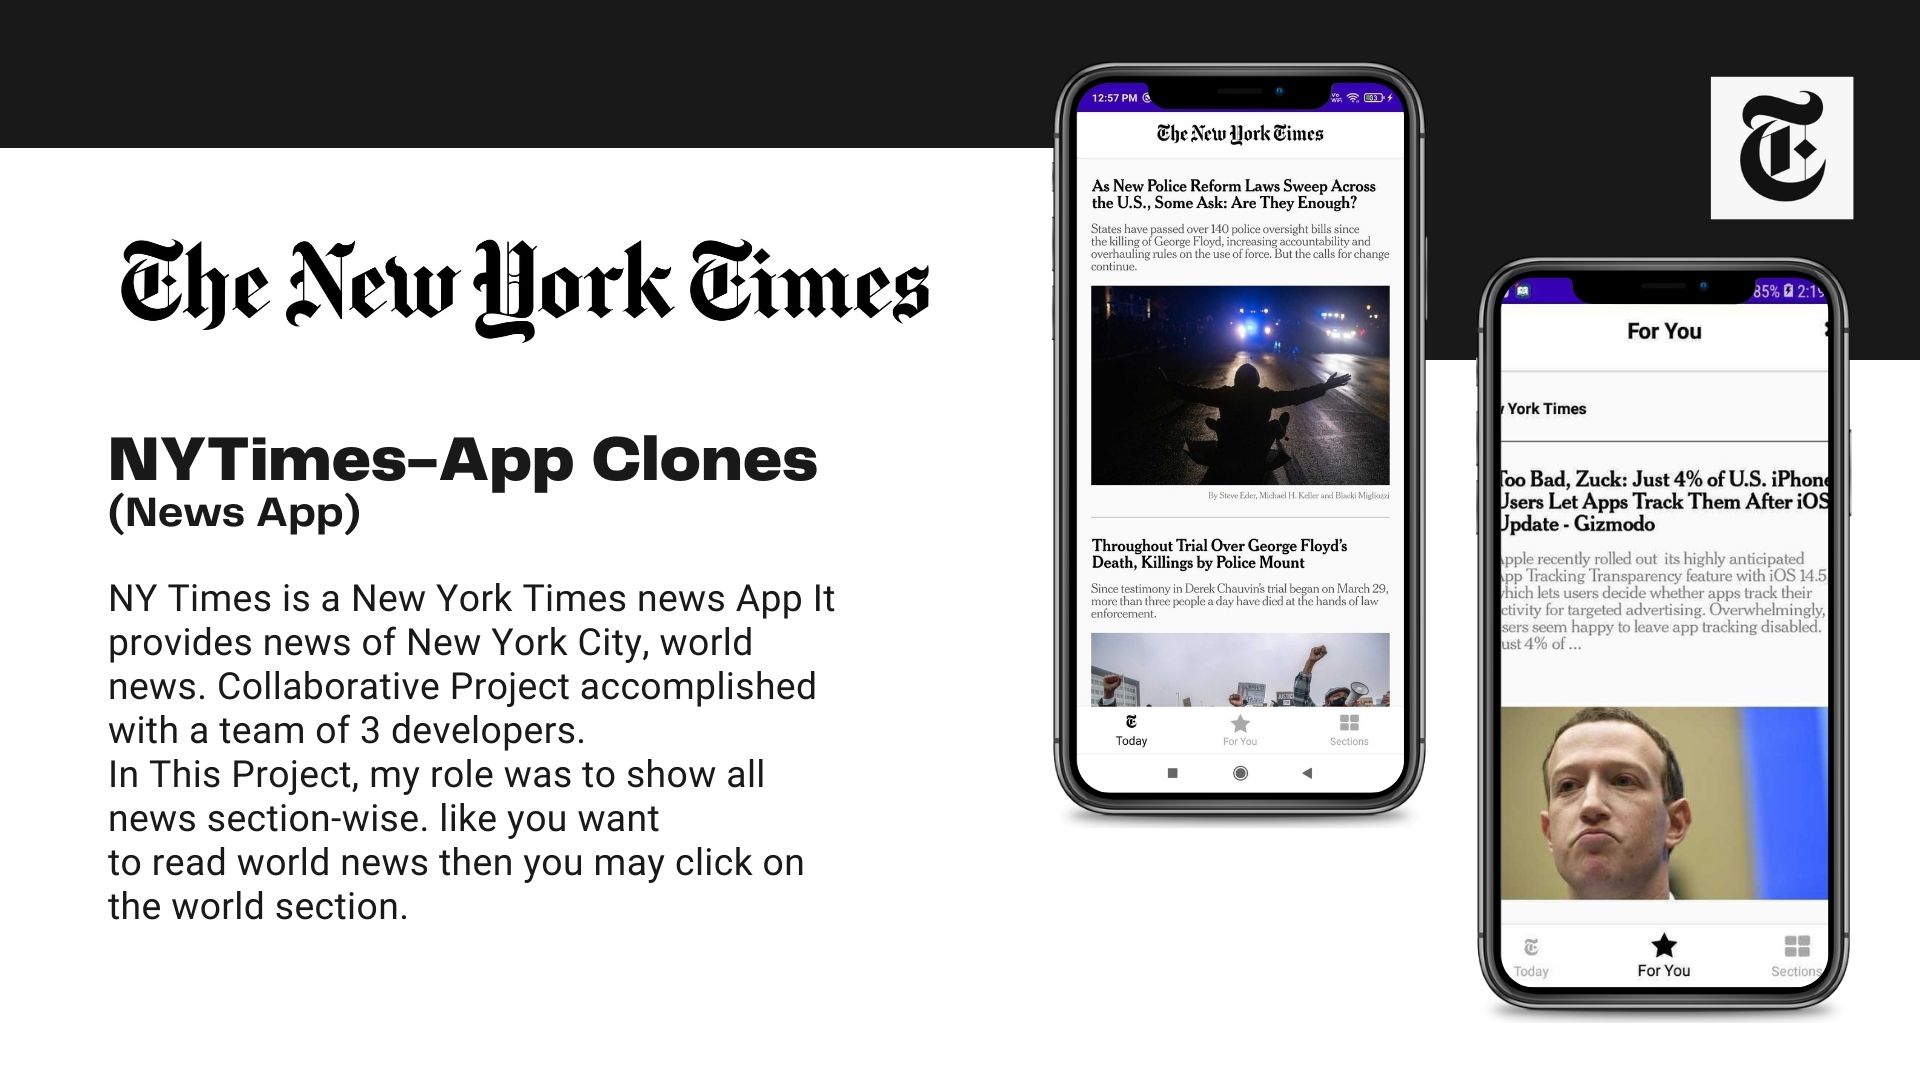 The New York Times
NYTimes-App Clones
(News App)
NY Times is a New York Times news App It
provides news of New York City, world
news. Collaborative Project accomplished
with a team of 3 developers.
In This Project, my role was to show all
news section-wise. like you want
to read world news then you may click on
the world section.
12:57 PM
Vo
WiFi
93
The New York Times
As New Police Reform Laws Sweep Across
the U.S., Some Ask: Are They Enough?
States have passed over 140 police oversight bills since
the killing of George Floyd, increasing accountability and
overhauling rules on the use of force. But the calls for change
continue.
By Steve Eder, Michael H. Keller and Blacki Migliozzi
Throughout Trial Over George Floyd's
Death, Killings by Police Mount
Since testimony in Derek Chauvin's trial began on March 29,
more than three people a day have died at the hands of law
enforcement.
Today
For You
Sections
T
85% 2:19
For You
York Times
Too Bad, Zuck: Just 4% of U.S. iPhone
Users Let Apps Track Them After iOS
Update - Gizmodo
pple recently rolled out its highly anticipated
pp Tracking Transparency feature with iOS 14.5,
hich lets users decide whether apps track their
ctivity for targeted advertising. Overwhelmingly,
sers seem happy to leave app tracking disabled.
ust 4% of ...
Today
For You
Sections